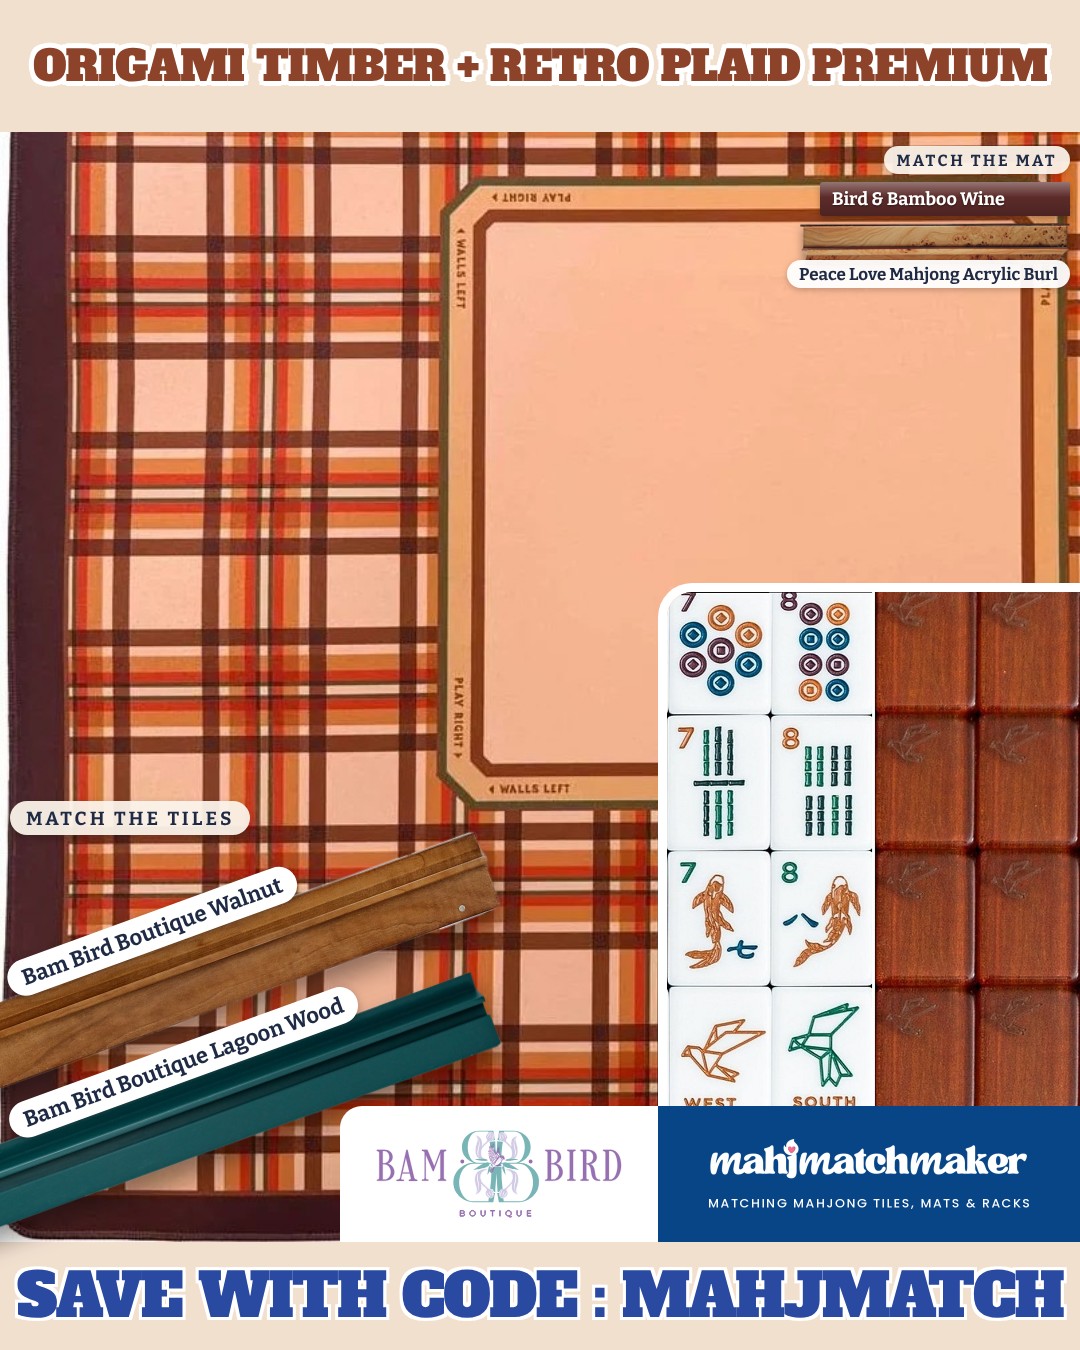 ORIGAMI TIMBER + RETRO PLAID PREMIUM
MATCH THE MAT
Bird & Bamboo Wine
Peace Love Mahjong Acrylic Burl
PLAY RIGHT
WALLS LEFT
PLAY RIGHT
WALLS LEFT
MATCH THE TILES
Bam Bird Boutique Walnut
Bam Bird Boutique Lagoon Wood
7 8
7 8
7 8
七 八
WEST SOUTH
BAM BIRD
BOUTIQUE
mahjmatchmaker
MATCHING MAHJONG TILES, MATS & RACKS
SAVE WITH CODE : MAHJMATCH